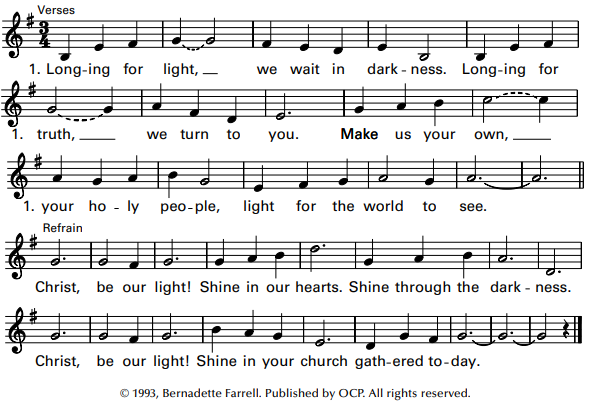 Verses
3
4
1. Long-ing for light, __ we wait in dark - ness. Long-ing for
1. truth, ____ we turn to you. Make us your own, ____
1. your ho - ly peo-ple, light for the world to see.
Refrain
Christ, be our light! Shine in our hearts. Shine through the dark - ness.
Christ, be our light! Shine in your church gath-ered to-day.
© 1993, Bernadette Farrell. Published by OCP. All rights reserved.